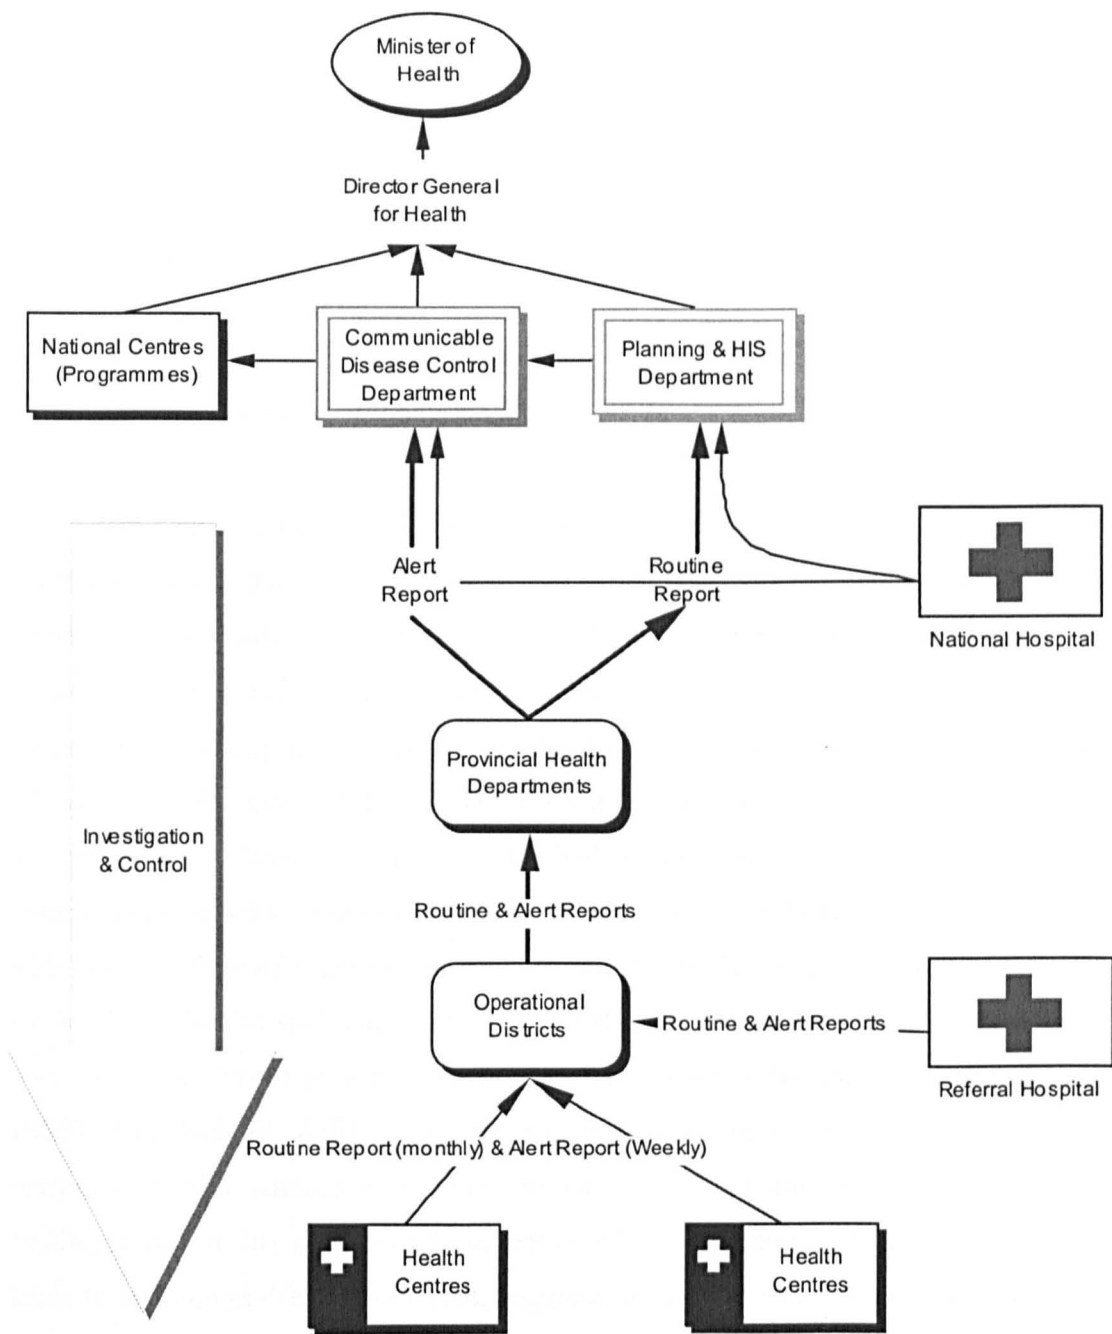 Minister of
Health
Director General
for Health
National Centres
(Programmes)
Communicable
Disease Control
Department
Planning & HIS
Department
Alert
Report
Routine
Report
National Hospital
Provincial Health
Departments
Investigation
& Control
Routine & Alert Reports
Operational
Districts
Routine & Alert Reports
Referral Hospital
Routine Report (monthly) & Alert Report (Weekly)
Health
Centres
Health
Centres